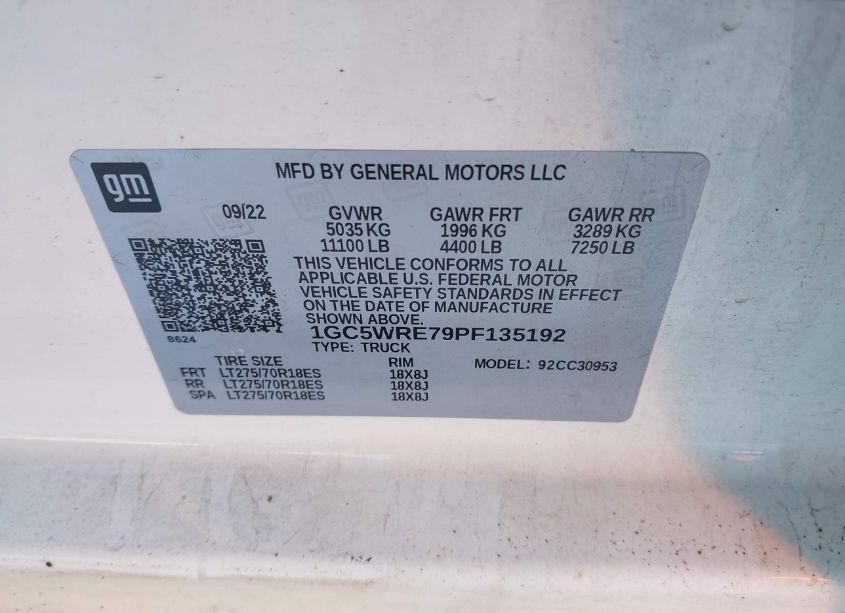 gm
MFD BY GENERAL MOTORS LLC
09/22 GVWR GAWR FRT GAWR RR
5035 KG 1996 KG 3289 KG
11100 LB 4400 LB 7250 LB
THIS VEHICLE CONFORMS TO ALL
APPLICABLE U.S. FEDERAL MOTOR
VEHICLE SAFETY STANDARDS IN EFFECT
ON THE DATE OF MANUFACTURE
SHOWN ABOVE.
8624
1GC5WRE79PF135192
TYPE: TRUCK
TIRE SIZE RIM MODEL: 92CC30953
FRT LT275/70R18ES 18X8J
RR LT275/70R18ES 18X8J
SPA LT275/70R18ES 18X8J